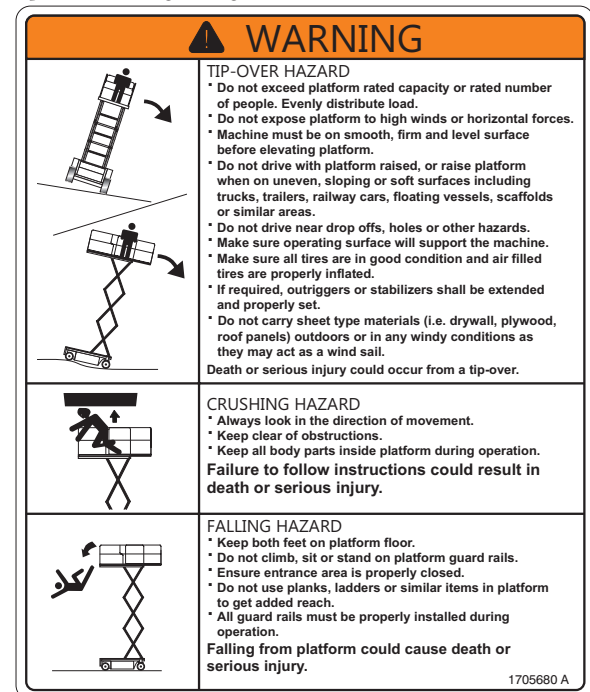 WARNING
TIP-OVER HAZARD
• Do not exceed platform rated capacity or rated number
of people. Evenly distribute load.
• Do not expose platform to high winds or horizontal forces.
• Machine must be on smooth, firm and level surface
before elevating platform.
• Do not drive with platform raised, or raise platform
when on uneven, sloping or soft surfaces including
trucks, trailers, railway cars, floating vessels, scaffolds
or similar areas.
• Do not drive near drop offs, holes or other hazards.
• Make sure operating surface will support the machine.
• Make sure all tires are in good condition and air filled
tires are properly inflated.
• If required, outriggers or stabilizers shall be extended
and properly set.
• Do not carry sheet type materials (i.e. drywall, plywood,
roof panels) outdoors or in any windy conditions as
they may act as a wind sail.
Death or serious injury could occur from a tip-over.
CRUSHING HAZARD
• Always look in the direction of movement.
• Keep clear of obstructions.
• Keep all body parts inside platform during operation.
Failure to follow instructions could result in
death or serious injury.
FALLING HAZARD
• Keep both feet on platform floor.
• Do not climb, sit or stand on platform guard rails.
• Ensure entrance area is properly closed.
• Do not use planks, ladders or similar items in platform
to get added reach.
• All guard rails must be properly installed during
operation.
Falling from platform could cause death or
serious injury.
1705680 A